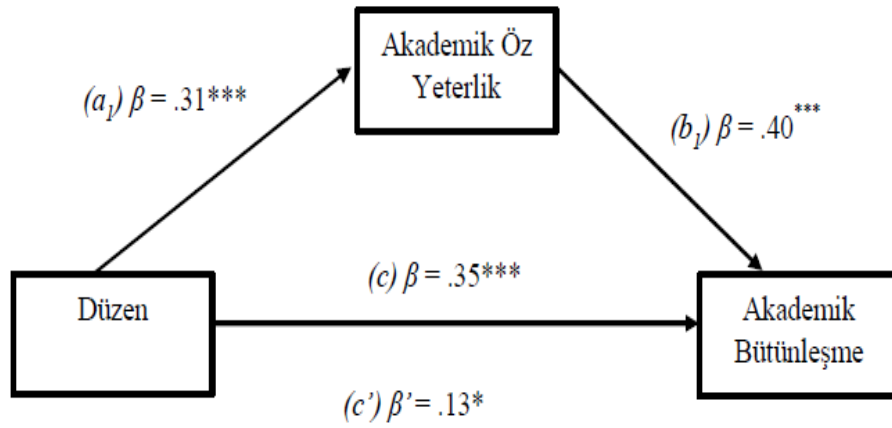 Akademik Öz
Yeterlik
(a₁) β = .31***
(b₁) β = .40***
(c) β = .35***
Düzen
Akademik
Bütünleşme
(c’) β’ = .13*